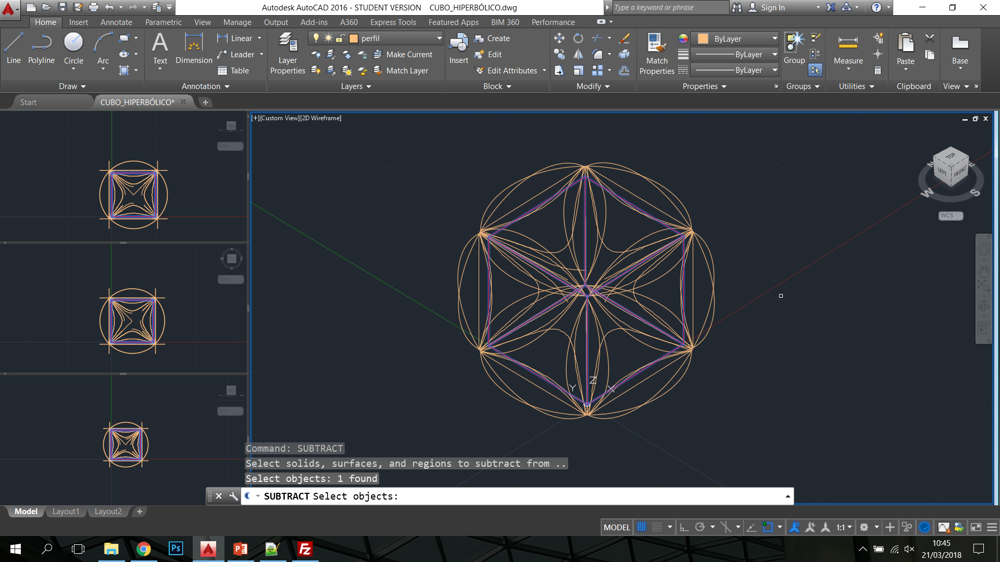 Autodesk AutoCAD 2016 - STUDENT VERSION CUBO_HIPERBÓLICO.dwg
Type a keyword or phrase
Sign In
Home Insert Annotate Parametric View Manage Output Add-ins A360 Express Tools Featured Apps BIM 360 Performance
Line Polyline Circle Arc
Draw
Text Dimension
Linear
Leader
Table
Annotation
Layer Properties
perfil
Make Current
Match Layer
Layers
Insert
Create
Edit
Edit Attributes
Block
Modify
Match Properties
ByLayer
ByLayer
ByLayer
Properties
Group
Groups
Measure
Utilities
Paste
Clipboard
Base
View
Start CUBO_HIPERBÓLICO*
[+][Custom View][2D Wireframe]
TOP
LEFT FRONT
N E
W S
WCS
N
W E
S
Y Z X
Command: SUBTRACT
Select solids, surfaces, and regions to subtract from ..
Select objects: 1 found
SUBTRACT Select objects:
Model Layout1 Layout2
MODEL 1:1
Ps
Fz
10:45
21/03/2018